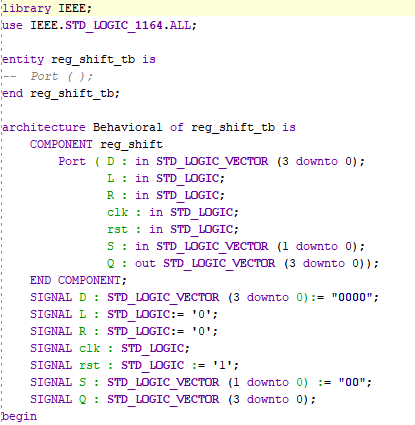 library IEEE;
use IEEE.STD_LOGIC_1164.ALL;

entity reg_shift_tb is
--  Port ( );
end reg_shift_tb;

architecture Behavioral of reg_shift_tb is
    COMPONENT reg_shift
        Port ( D : in STD_LOGIC_VECTOR (3 downto 0);
               L : in STD_LOGIC;
               R : in STD_LOGIC;
               clk : in STD_LOGIC;
               rst : in STD_LOGIC;
               S : in STD_LOGIC_VECTOR (1 downto 0);
               Q : out STD_LOGIC_VECTOR (3 downto 0));
    END COMPONENT;
    SIGNAL D : STD_LOGIC_VECTOR (3 downto 0):= "0000";
    SIGNAL L : STD_LOGIC:= '0';
    SIGNAL R : STD_LOGIC:= '0';
    SIGNAL clk : STD_LOGIC;
    SIGNAL rst : STD_LOGIC := '1';
    SIGNAL S : STD_LOGIC_VECTOR (1 downto 0) := "00";
    SIGNAL Q : STD_LOGIC_VECTOR (3 downto 0);
begin